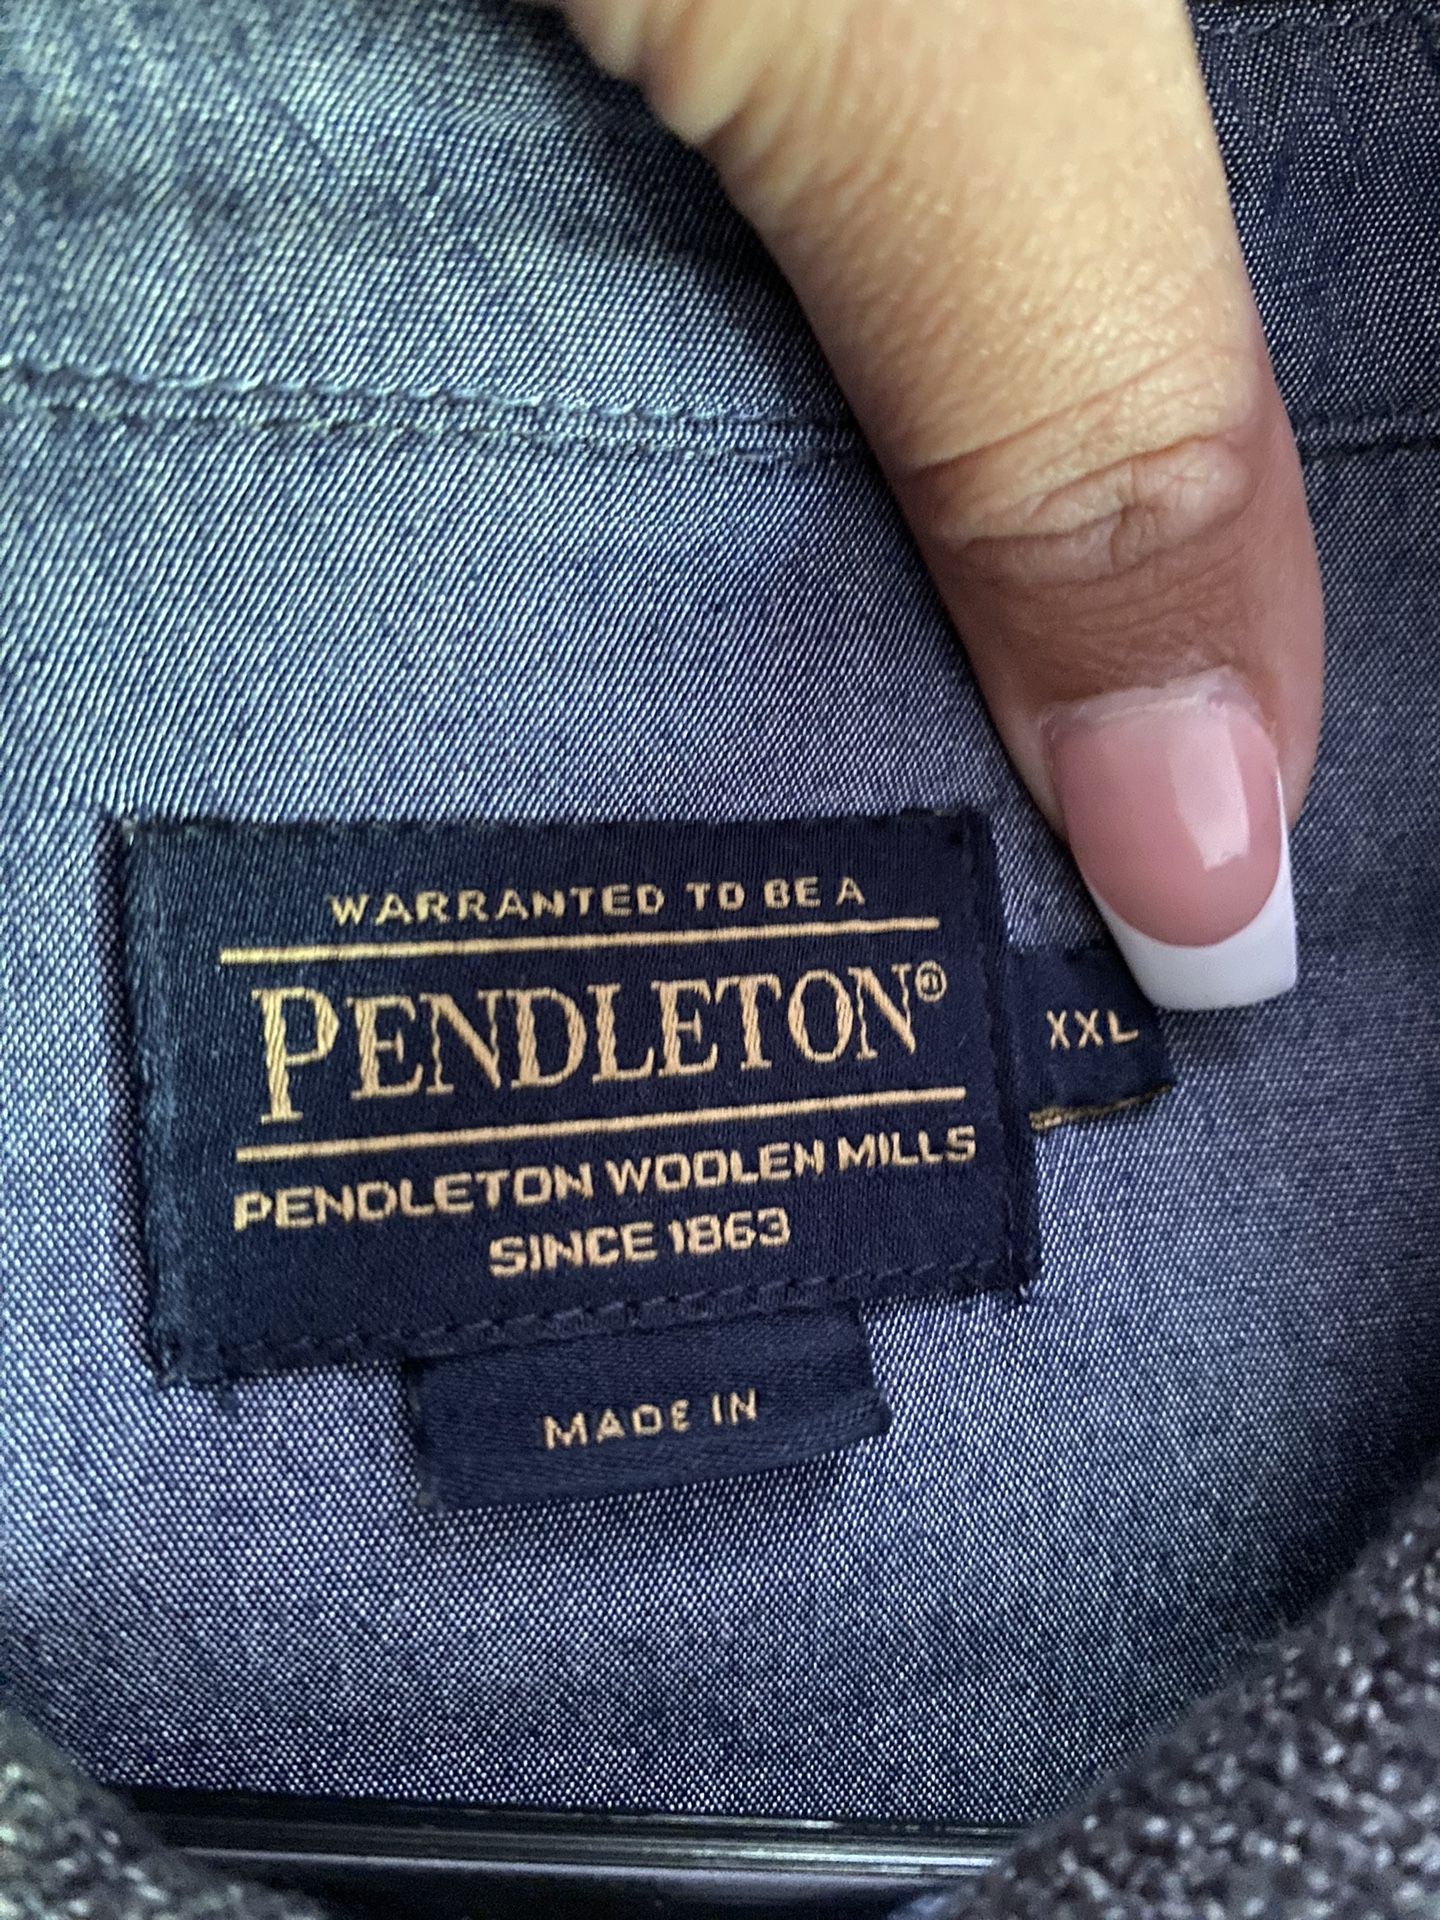 WARRANTED TO BE A
PENDLETON®
PENDLETON WOOLEN MILLS
SINCE 1863
XXL
MADE IN